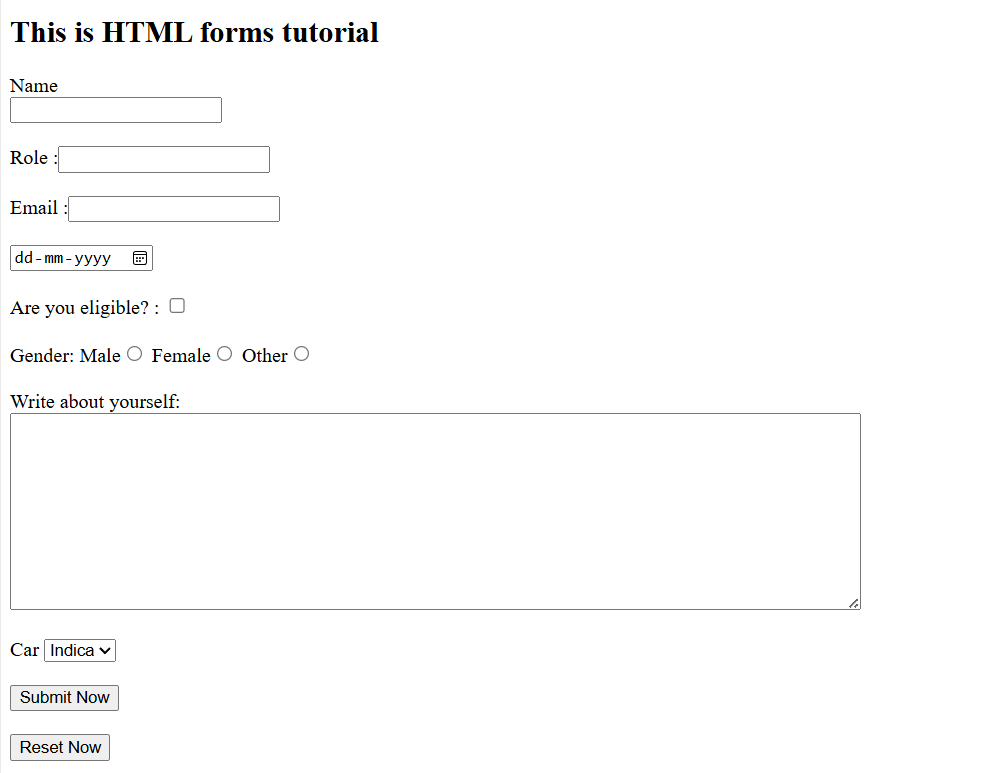 This is HTML forms tutorial
Name
Role :
Email :
dd-mm-yyyy
Are you eligible? :
Gender: Male Female Other
Write about yourself:
Car Indica
Submit Now
Reset Now